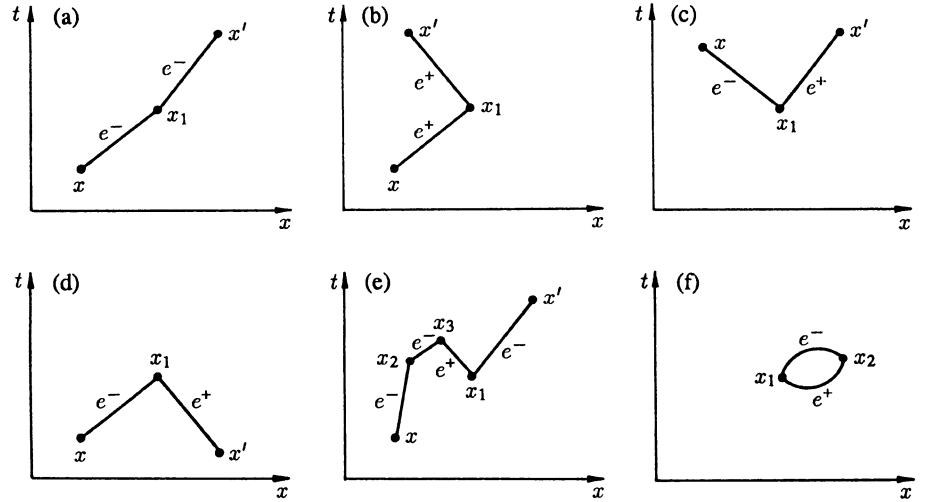 t (a) x′ e− x1 e− x x
t (b) x′ e+ x1 e+ x x
t (c) x x′ e− e+ x1 x
t (d) x1 e− e+ x x′ x
t (e) x′ x3 e− x2 e+ e− x1 e− x x
t (f) e− x2 x1 e+ x